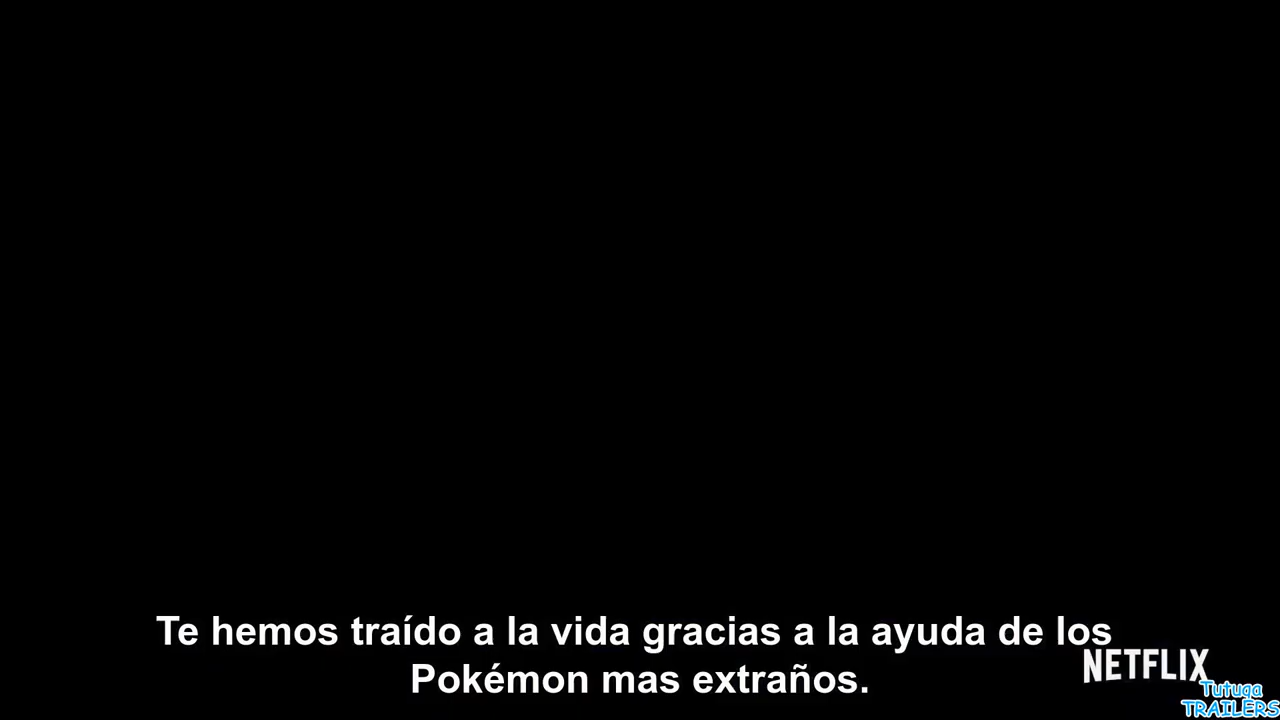 Te hemos traído a la vida gracias a la ayuda de los
Pokémon mas extraños.
NETFLIX
Tutuga
TRAILERS